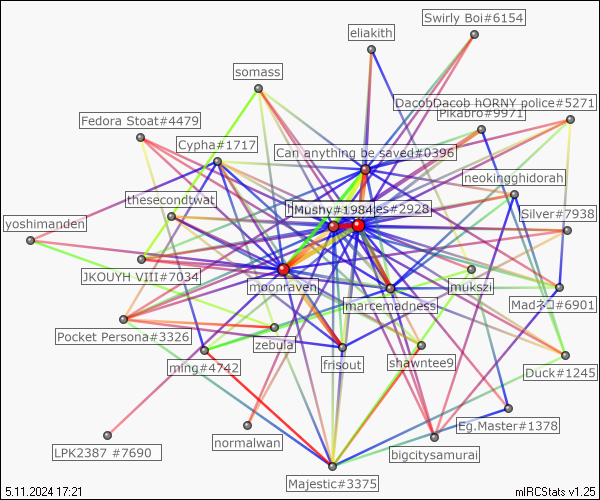 Swirly Boi#6154
eliakith
somass
DacobDacob hORNY police#5271
Pikabro#9971
Fedora Stoat#4479
Cypha#1717
Can anything be saved#0396
neokingghidorah
thesecondtwat
Mushy#1984
es#2928
Silver#7938
yoshimanden
JKOUYH VIII#7034
moonraven
mukszi
marcemadness
Madネコ#6901
Pocket Persona#3326
zebula
ming#4742
frisout
shawntee9
Duck#1245
Eg.Master#1378
LPK2387 #7690
normalwan
bigcitysamurai
Majestic#3375
5.11.2024 17:21
mIRCStats v1.25